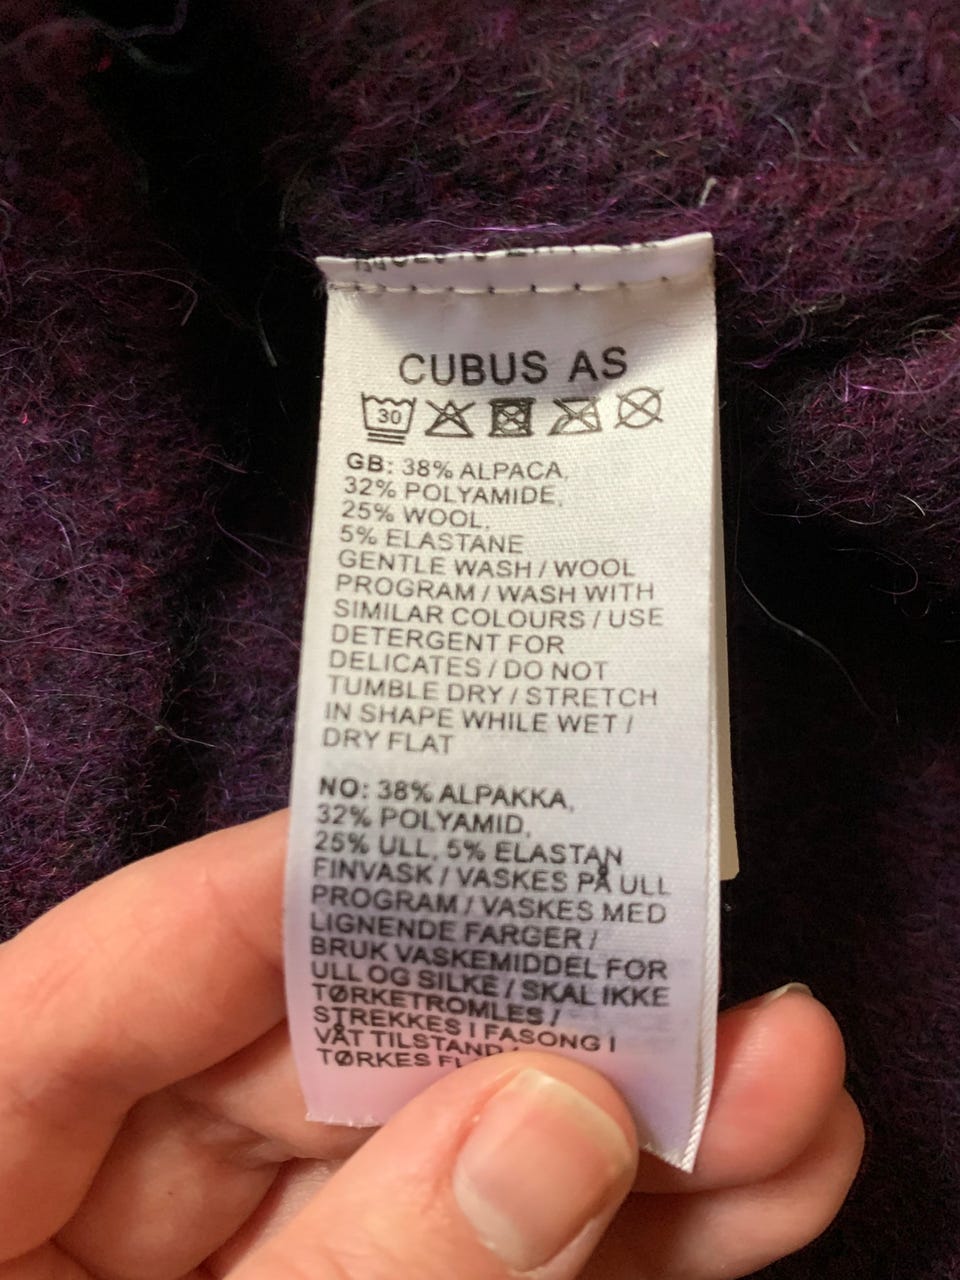 CUBUS AS
30
GB: 38% ALPACA,
32% POLYAMIDE,
25% WOOL,
5% ELASTANE
GENTLE WASH / WOOL
PROGRAM / WASH WITH
SIMILAR COLOURS / USE
DETERGENT FOR
DELICATES / DO NOT
TUMBLE DRY / STRETCH
IN SHAPE WHILE WET /
DRY FLAT
NO: 38% ALPAKKA,
32% POLYAMID,
25% ULL, 5% ELASTAN
FINVASK / VASKES PÅ ULL
PROGRAM / VASKES MED
LIGNENDE FARGER /
BRUK VASKEMIDDEL FOR
ULL OG SILKE / SKAL IKKE
TØRKETROMLES /
STREKKES I FASONG I
VÅT TILSTAND /
TØRKES